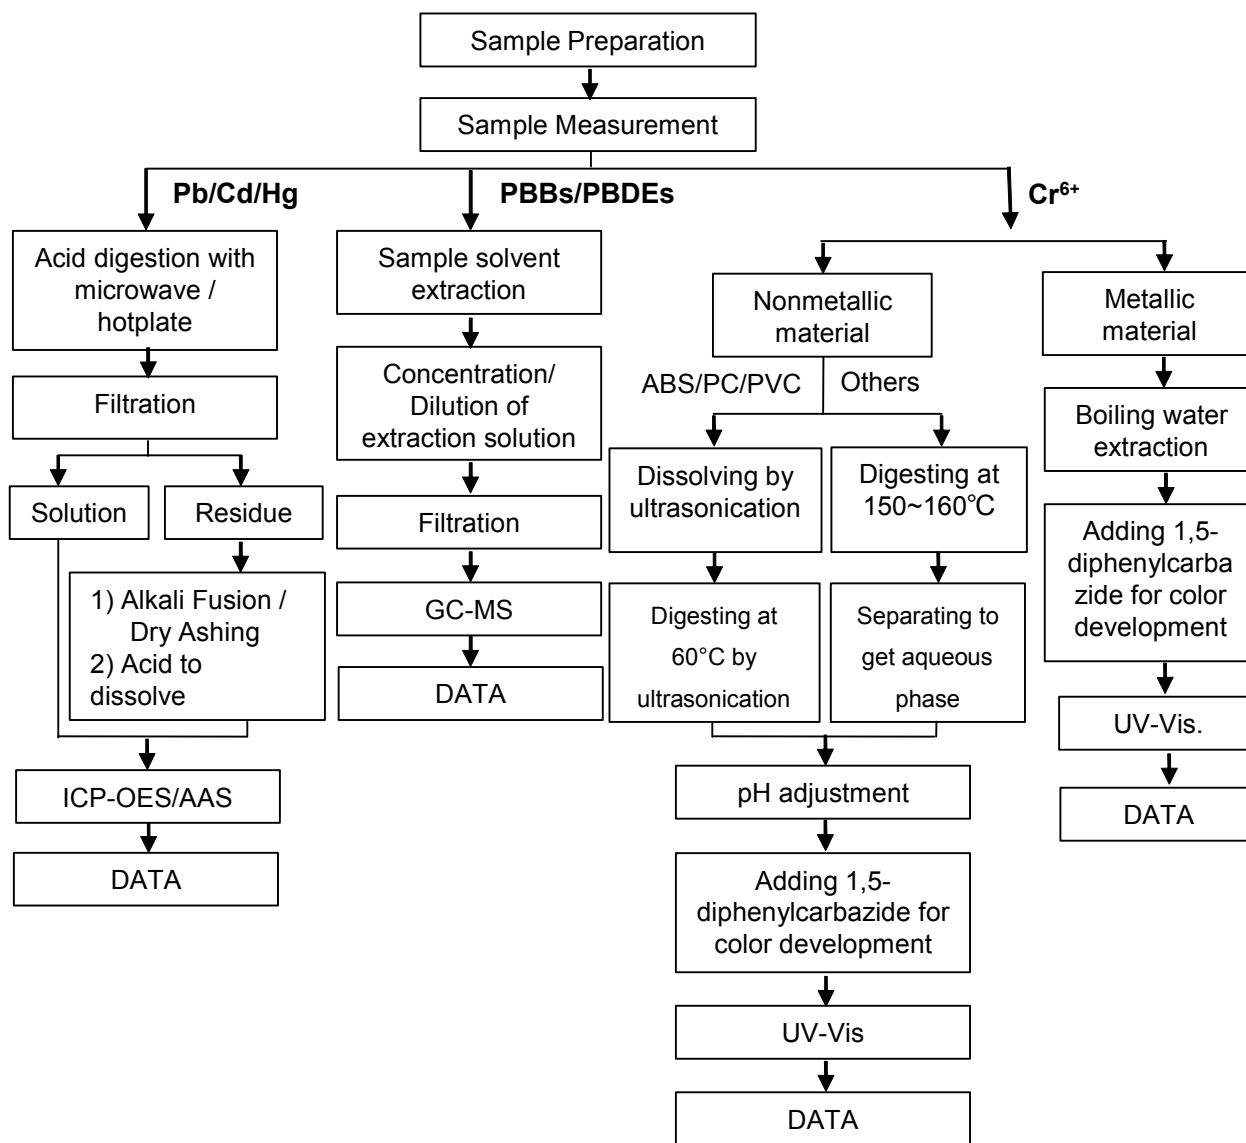 Sample Preparation
Sample Measurement
Pb/Cd/Hg
PBBs/PBDEs
Cr⁶⁺
Acid digestion with
microwave /
hotplate
Filtration
Solution
Residue
1) Alkali Fusion /
Dry Ashing
2) Acid to
dissolve
ICP-OES/AAS
DATA
Sample solvent
extraction
Concentration/
Dilution of
extraction solution
Filtration
GC-MS
DATA
Nonmetallic
material
ABS/PC/PVC
Others
Dissolving by
ultrasonication
Digesting at
60°C by
ultrasonication
Digesting at
150~160℃
Separating to
get aqueous
phase
pH adjustment
Adding 1,5-
diphenylcarbazide for
color development
UV-Vis
DATA
Metallic
material
Boiling water
extraction
Adding 1,5-
diphenylcarba
zide for color
development
UV-Vis.
DATA